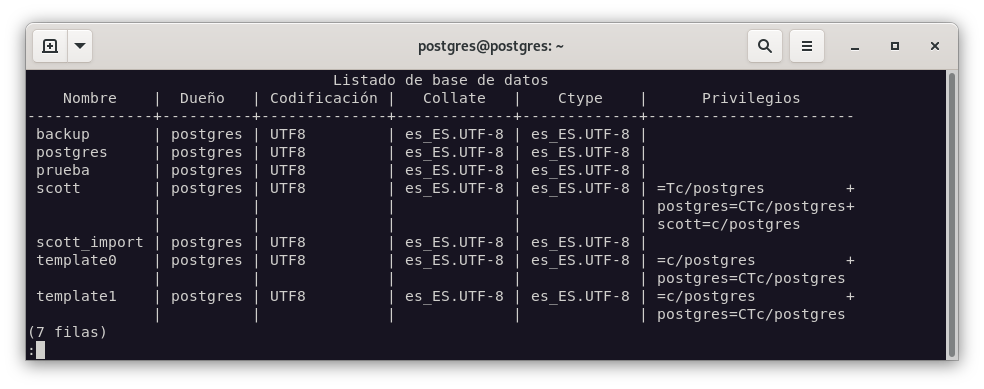 postgres@postgres: ~
                                  Listado de base de datos
    Nombre    |  Dueño   | Codificación |   Collate   |    Ctype    |      Privilegios      
--------------+----------+--------------+-------------+-------------+-----------------------
 backup       | postgres | UTF8         | es_ES.UTF-8 | es_ES.UTF-8 | 
 postgres     | postgres | UTF8         | es_ES.UTF-8 | es_ES.UTF-8 | 
 prueba       | postgres | UTF8         | es_ES.UTF-8 | es_ES.UTF-8 | 
 scott        | postgres | UTF8         | es_ES.UTF-8 | es_ES.UTF-8 | =Tc/postgres         +
              |          |              |             |             | postgres=CTc/postgres+
              |          |              |             |             | scott=c/postgres
 scott_import | postgres | UTF8         | es_ES.UTF-8 | es_ES.UTF-8 | 
 template0    | postgres | UTF8         | es_ES.UTF-8 | es_ES.UTF-8 | =c/postgres          +
              |          |              |             |             | postgres=CTc/postgres
 template1    | postgres | UTF8         | es_ES.UTF-8 | es_ES.UTF-8 | =c/postgres          +
              |          |              |             |             | postgres=CTc/postgres
(7 filas)
: